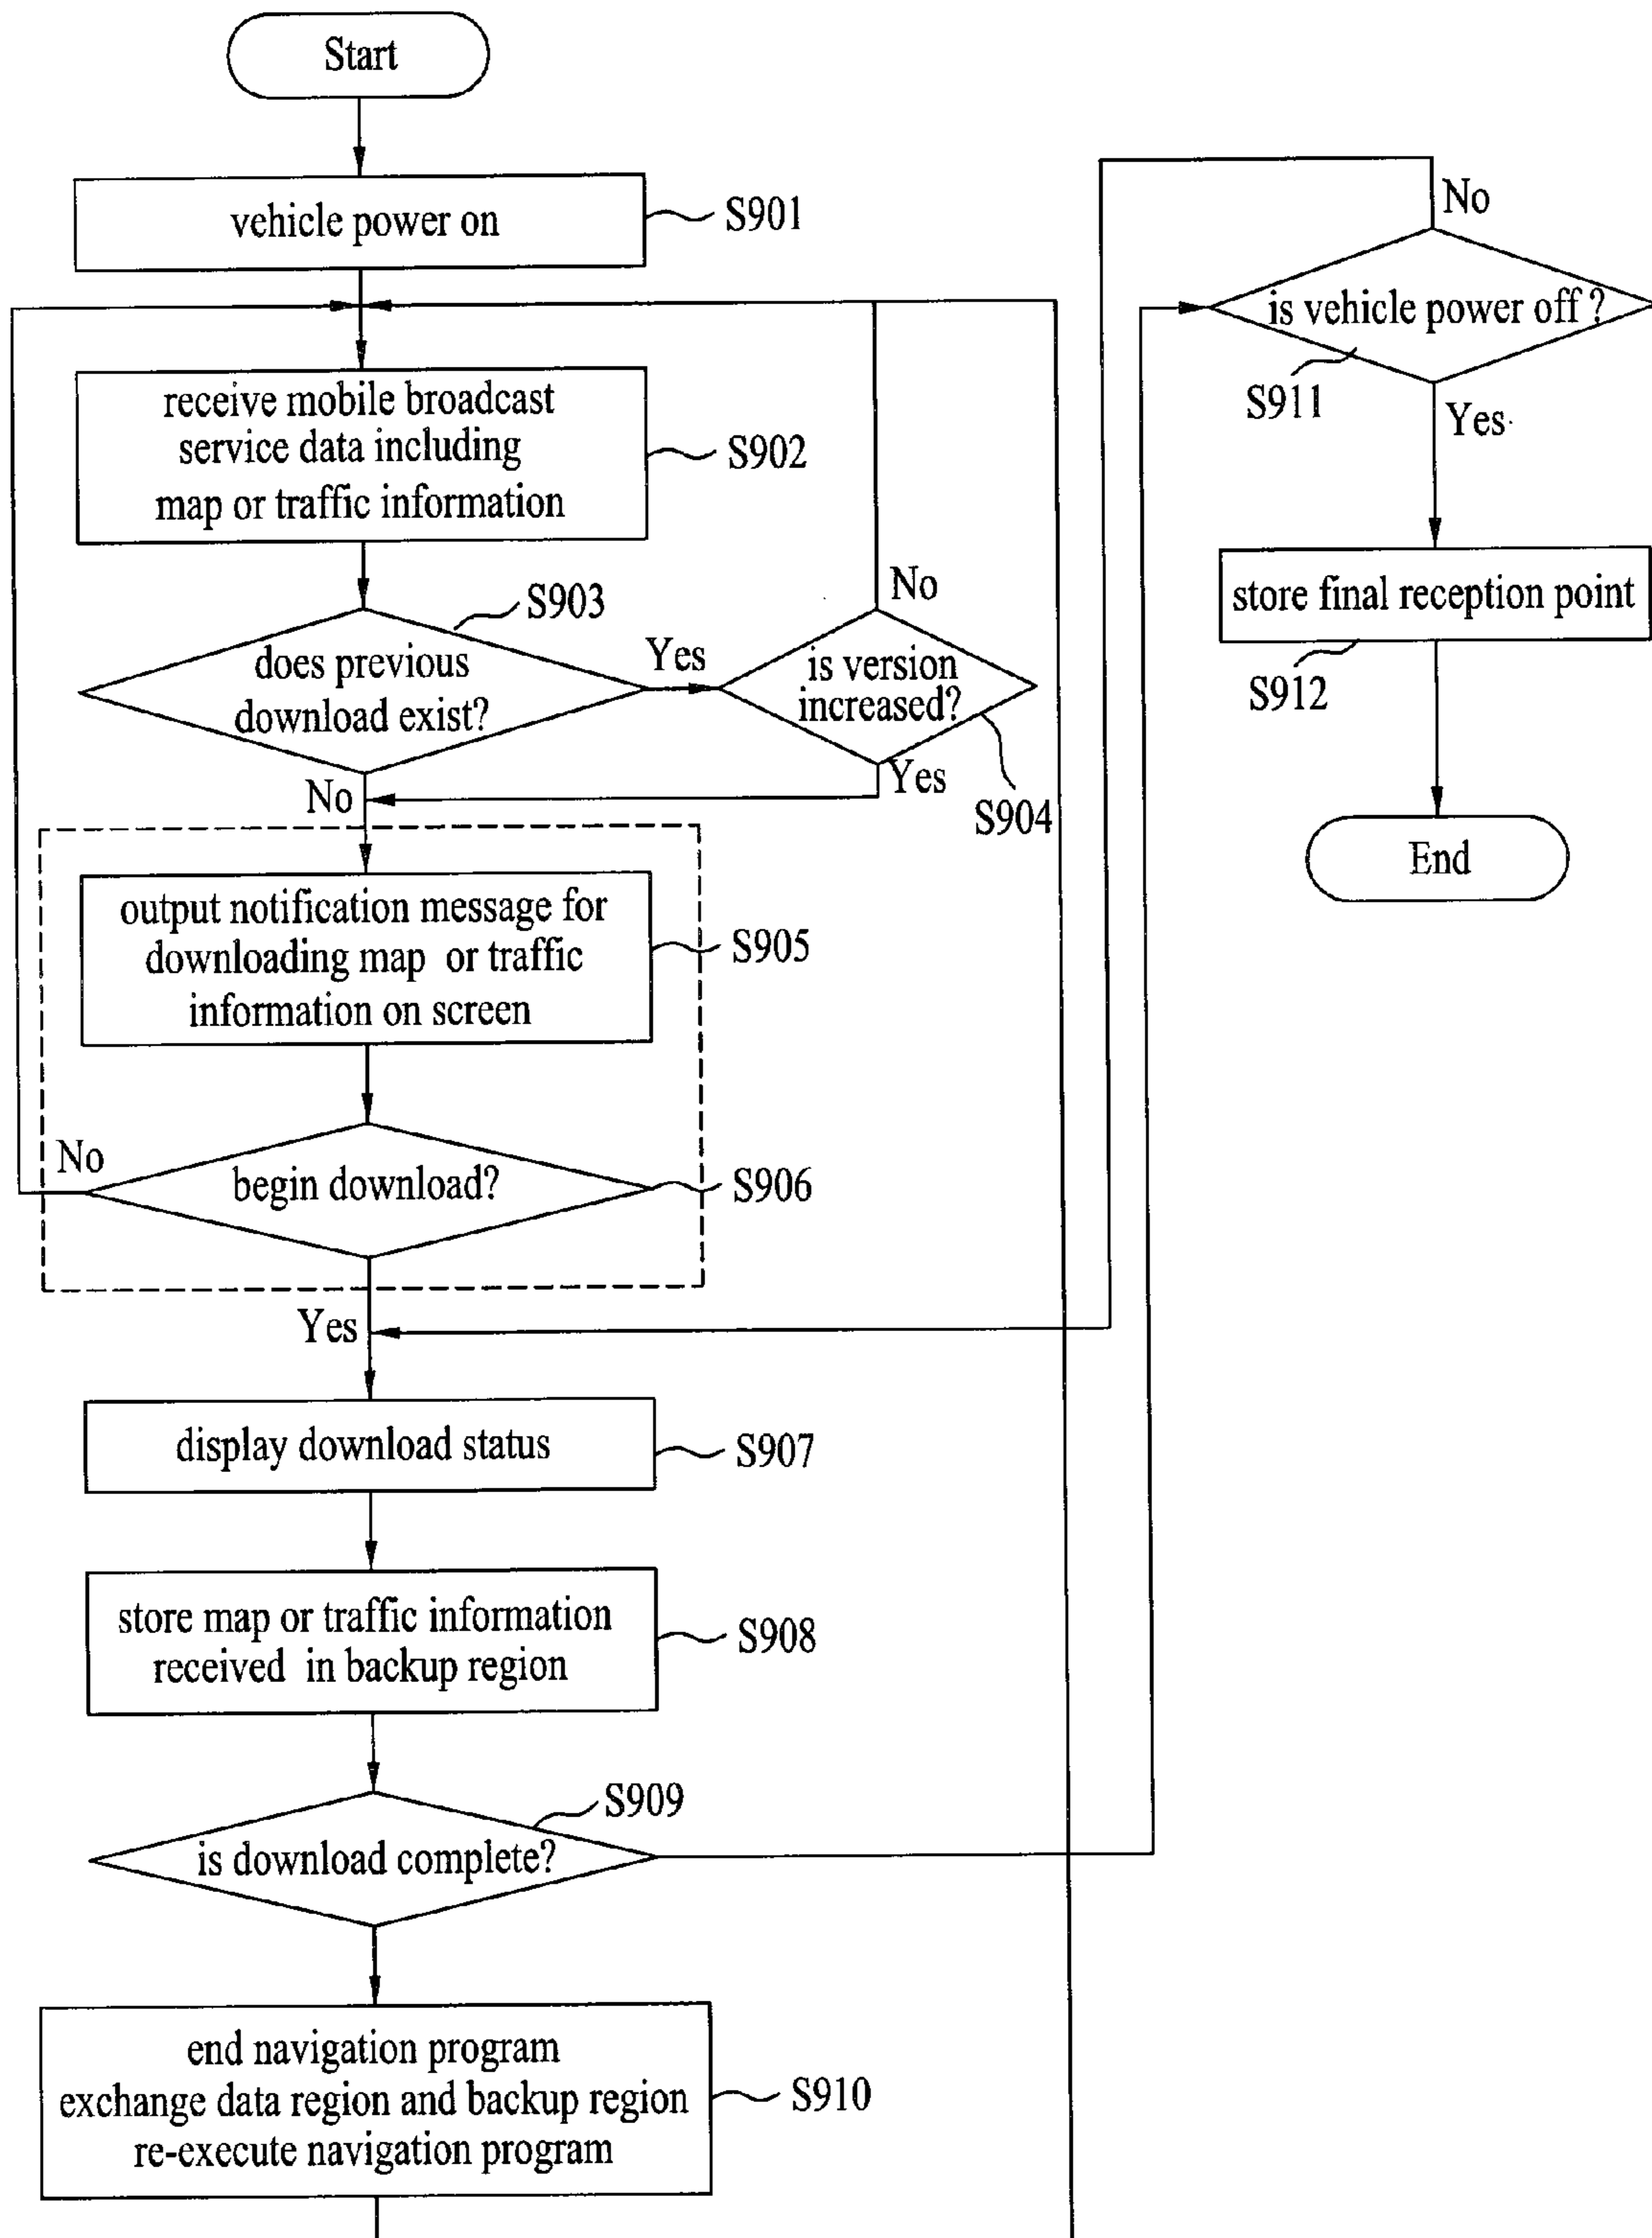 Start
vehicle power on
S901
receive mobile broadcast
service data including
map or traffic information
S902
S903
does previous
download exist?
Yes
No
is version
increased?
No
Yes
S904
output notification message for
downloading map or traffic
information on screen
S905
No
begin download?
S906
Yes
display download status
S907
store map or traffic information
received in backup region
S908
S909
is download complete?
end navigation program
exchange data region and backup region
re-execute navigation program
S910
No
is vehicle power off ?
S911
Yes
store final reception point
S912
End